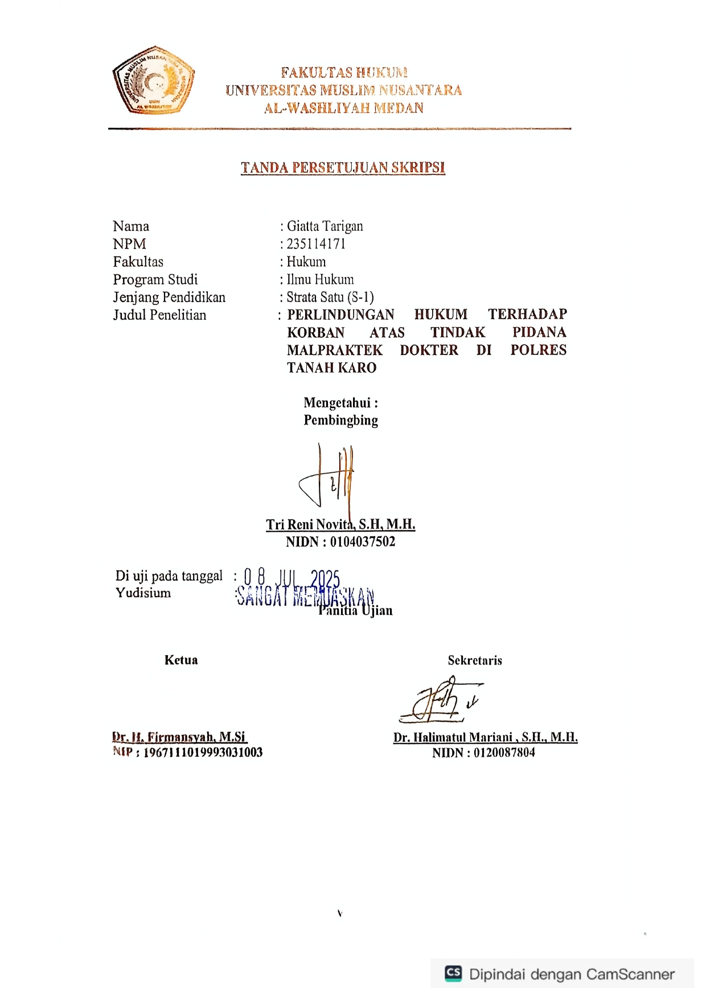 FAKULTAS HUKUM
UNIVERSITAS MUSLIM NUSANTARA
AL-WASHLIYAH MEDAN
TANDA PERSETUJUAN SKRIPSI
Nama : Giatta Tarigan
NPM : 235114171
Fakultas : Hukum
Program Studi : Ilmu Hukum
Jenjang Pendidikan : Strata Satu (S-1)
Judul Penelitian : PERLINDUNGAN HUKUM TERHADAP
KORBAN ATAS TINDAK PIDANA
MALPRAKTEK DOKTER DI POLRES
TANAH KARO
Mengetahui :
Pembingbing
Tri Reni Novita, S.H, M.H.
NIDN : 0104037502
Di uji pada tanggal : 08 JUL 2025
Yudisium :SANGAT MEMUASKAN
Panitia Ujian
Ketua Sekretaris
Dr. H. Firmansyah, M.Si Dr. Halimatul Mariani , S.H., M.H.
NIP : 1967111019993031003 NIDN : 0120087804
v
CS Dipindai dengan CamScanner